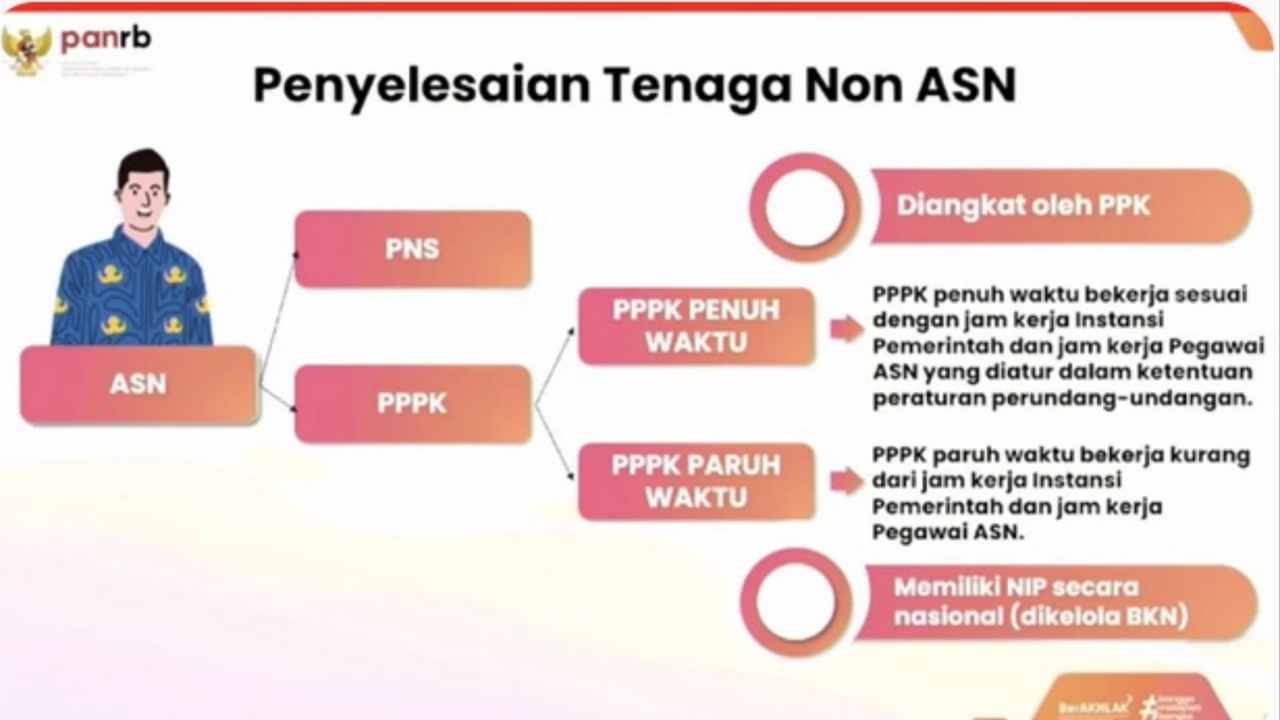 panrb
Penyelesaian Tenaga Non ASN
Diangkat oleh PPK
PNS
PPPK PENUH
WAKTU
PPPK penuh waktu bekerja sesuai
dengan jam kerja Instansi
Pemerintah dan jam kerja Pegawai
ASN yang diatur dalam ketentuan
peraturan perundang-undangan.
ASN
PPPK
PPPK PARUH
WAKTU
PPPK paruh waktu bekerja kurang
dari jam kerja Instansi
Pemerintah dan jam kerja
Pegawai ASN.
Memiliki NIP secara
nasional (dikelola BKN)
BerAKHLAK